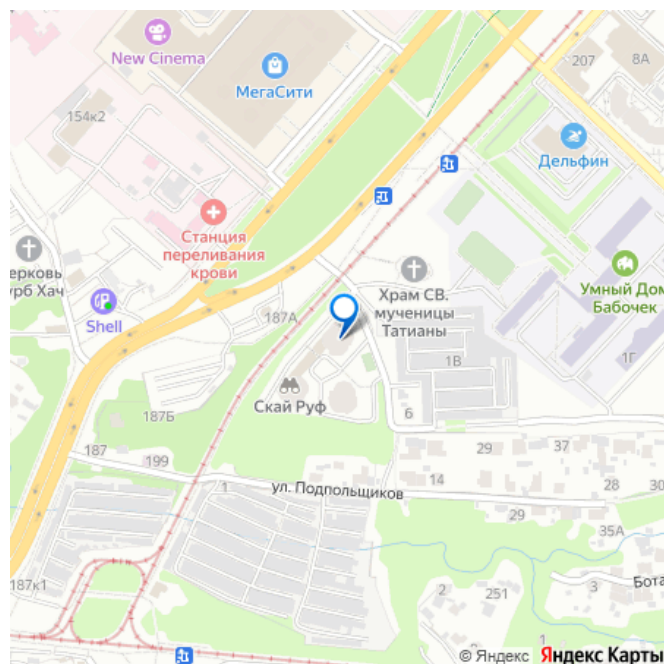 New Cinema
МегаСити
154к2
207
8А
Дельфин
Станция
переливания
крови
ерковь
урб Хач
Shell
187А
Храм СВ.
мученицы
Татианы
Умный Дом
Бабочек
1В
1Г
Скай Руф
187Б
6
187
199
29
37
1
ул. Подпольщиков
14
28
30
29
35А
187к1
2
251
3
Бота
1
© Яндекс Яндекс Карты